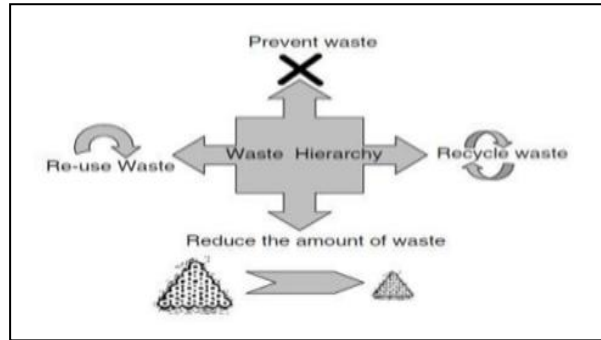 Prevent waste
Re-use Waste
Waste Hierarchy
Recycle waste
Reduce the amount of waste